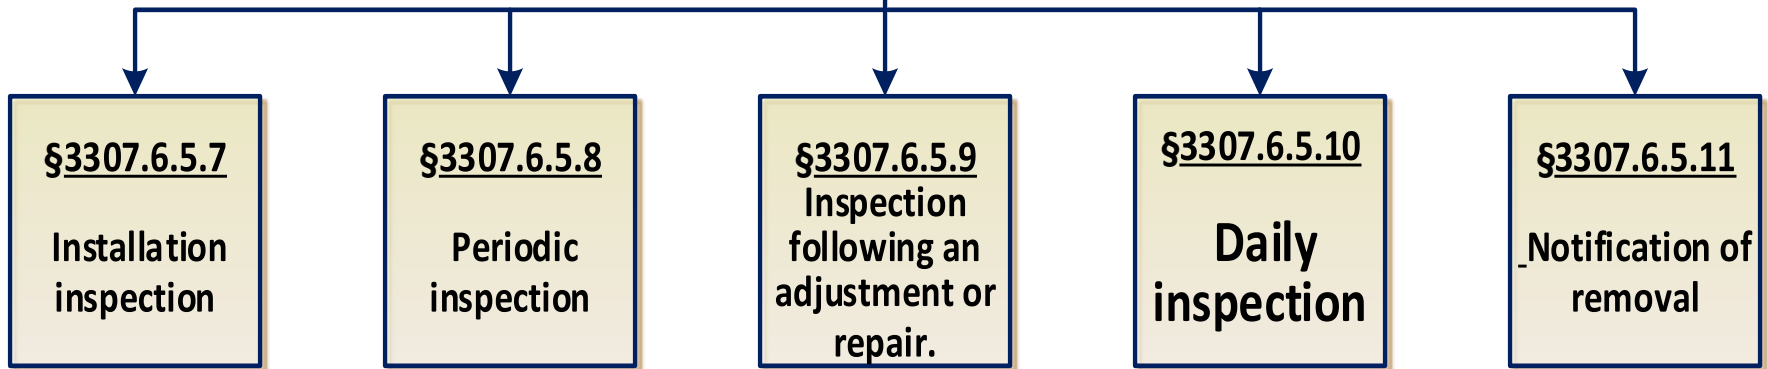 §3307.6.5.7
Installation
inspection
§3307.6.5.8
Periodic
inspection
§3307.6.5.9
Inspection
following an
adjustment or
repair.
§3307.6.5.10
Daily
inspection
§3307.6.5.11
Notification of
removal